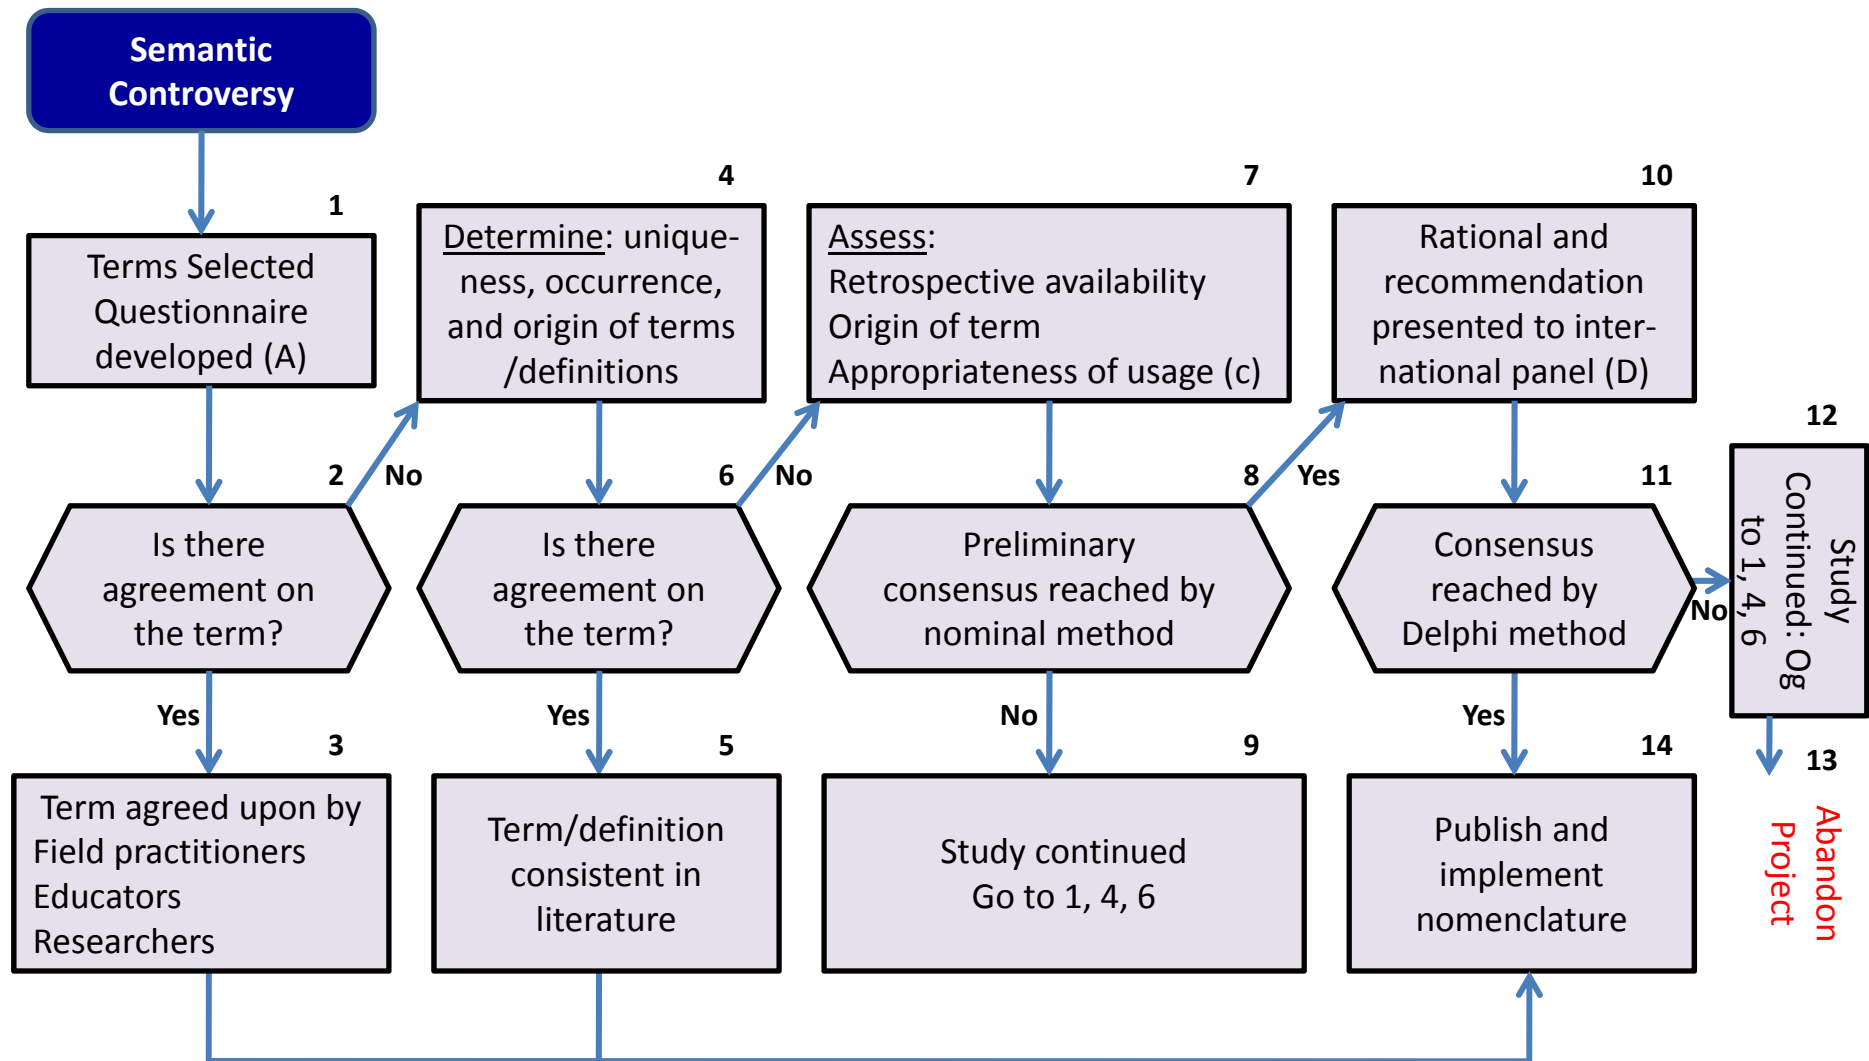 Semantic
Controversy
1
Terms Selected
Questionnaire
developed (A)
2
No
Is there
agreement on
the term?
Yes
3
Term agreed upon by
Field practitioners
Educators
Researchers
4
Determine: unique-
ness, occurrence,
and origin of terms
/definitions
6
No
Is there
agreement on
the term?
Yes
5
Term/definition
consistent in
literature
7
Assess:
Retrospective availability
Origin of term
Appropriateness of usage (c)
8
Yes
Preliminary
consensus reached by
nominal method
No
9
Study continued
Go to 1, 4, 6
10
Rational and
recommendation
presented to inter-
national panel (D)
11
Consensus
reached by
Delphi method
No
Yes
14
Publish and
implement
nomenclature
12
Study
Continued: Og
to 1, 4, 6
13
Abandon
Project